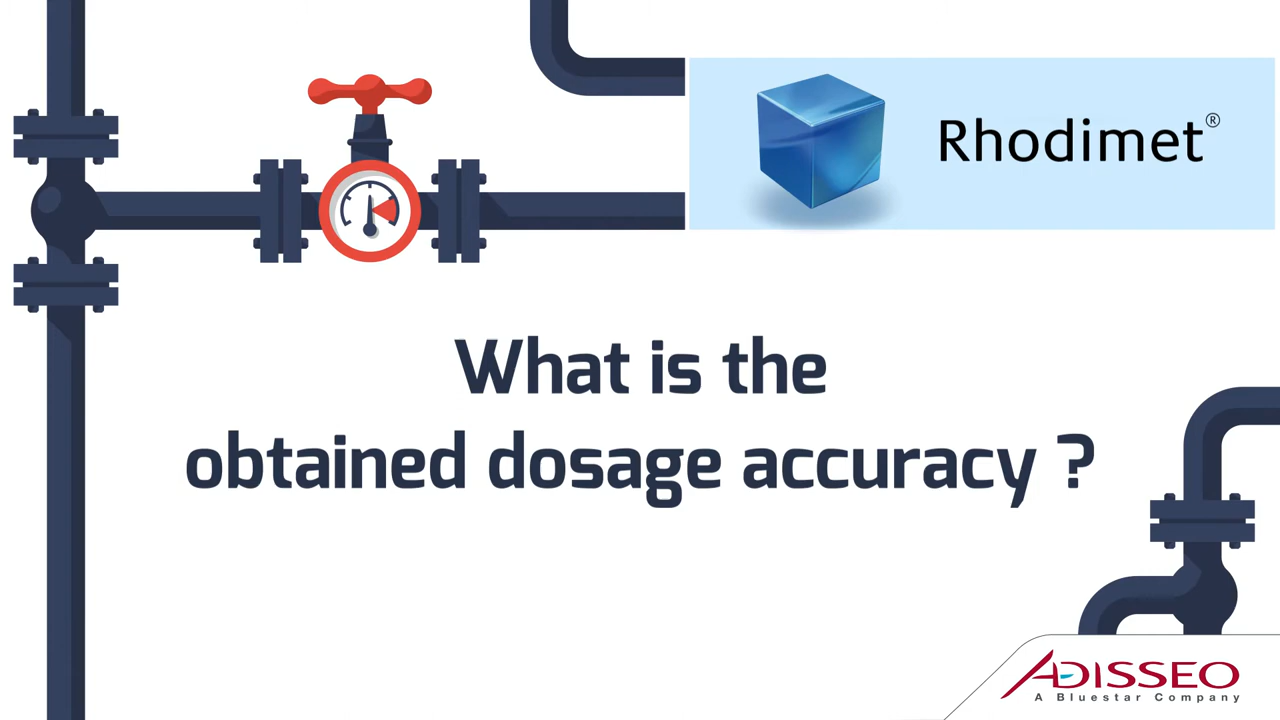 Rhodimet®
What is the
obtained dosage accuracy ?
ADISSEO
A Bluestar Company